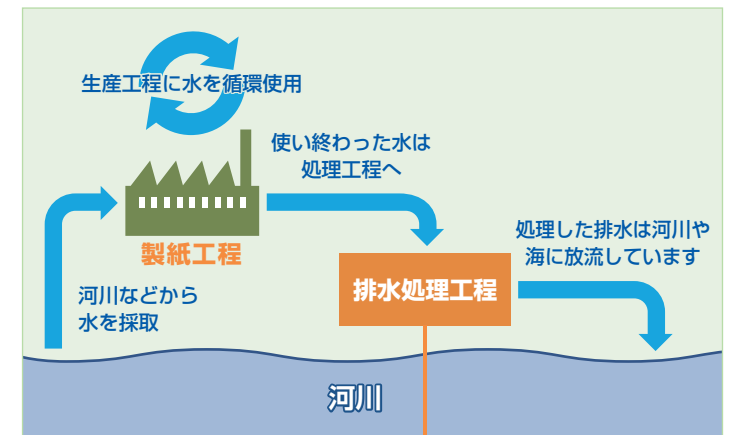 生産工程に水を循環使用
使い終わった水は
処理工程へ
製紙工程
処理した排水は河川や
海に放流しています
排水処理工程
河川などから
水を採取
河川